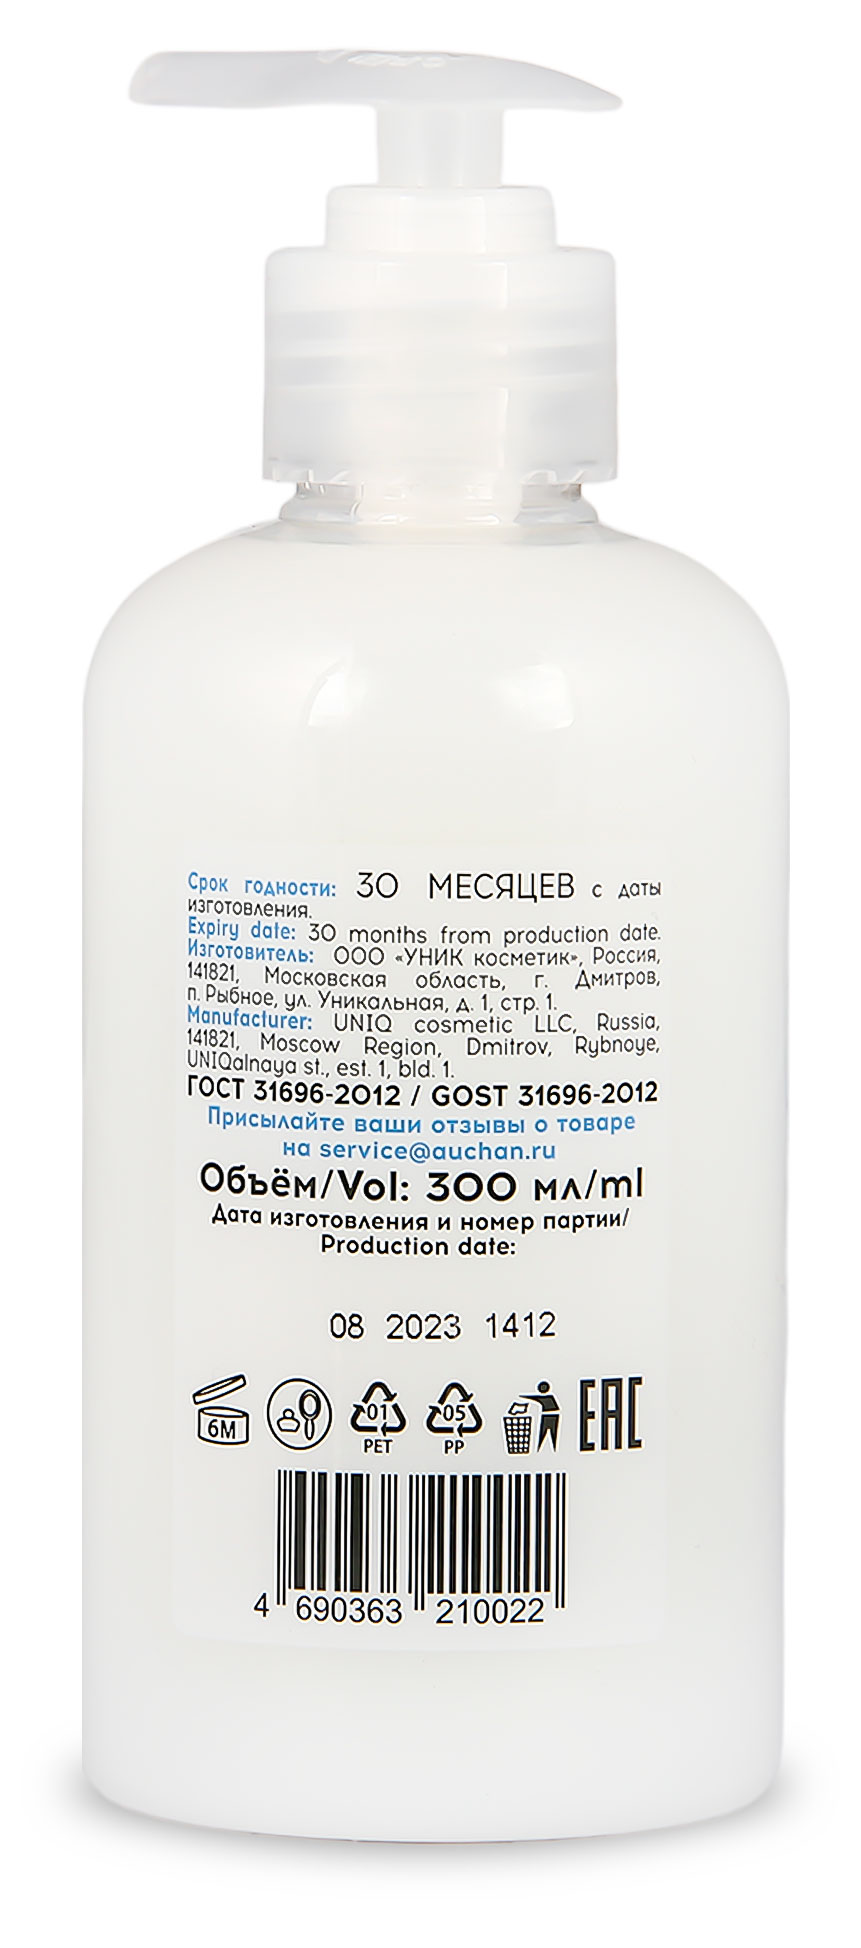 Срок годности: 30 МЕСЯЦЕВ с даты
изготовления.
Expiry date: 30 months from production date.
Изготовитель: ООО «УНИК косметик», Россия,
141821, Московская область, г. Дмитров,
п. Рыбное, ул. Уникальная, д. 1, стр. 1.
Manufacturer: UNIQ cosmetic LLC, Russia,
141821, Moscow Region, Dmitrov, Rybnoye,
UNIQalnaya st., est. 1, bld. 1.
ГОСТ 31696-2012 / GOST 31696-2012
Присылайте ваши отзывы о товаре
на service@auchan.ru
Объём/Vol: 300 мл/ml
Дата изготовления и номер партии/
Production date:
08 2023 1412
6M 01 05 EAC
PET PP
4 690363 210022